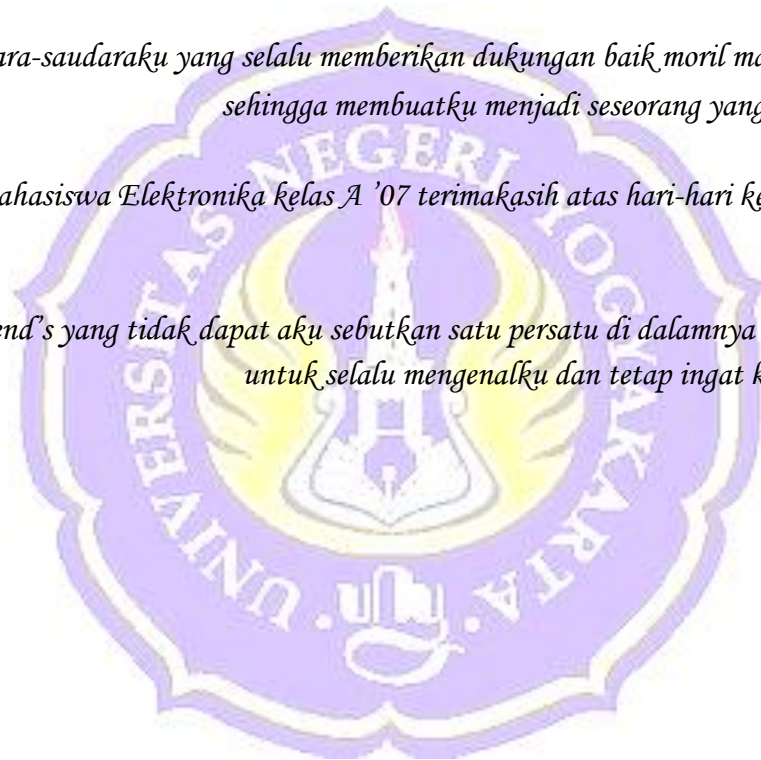 ra-saudaraku yang selalu memberikan dukungan baik moril ma
sehingga membuatku menjadi seseorang yang
ahasiswa Elektronika kelas A ’07 terimakasih atas hari-hari ke
end’s yang tidak dapat aku sebutkan satu persatu di dalamnya
untuk selalu mengenalku dan tetap ingat k
UNIVERSITAS NEGERI YOGYAKARTA
uny